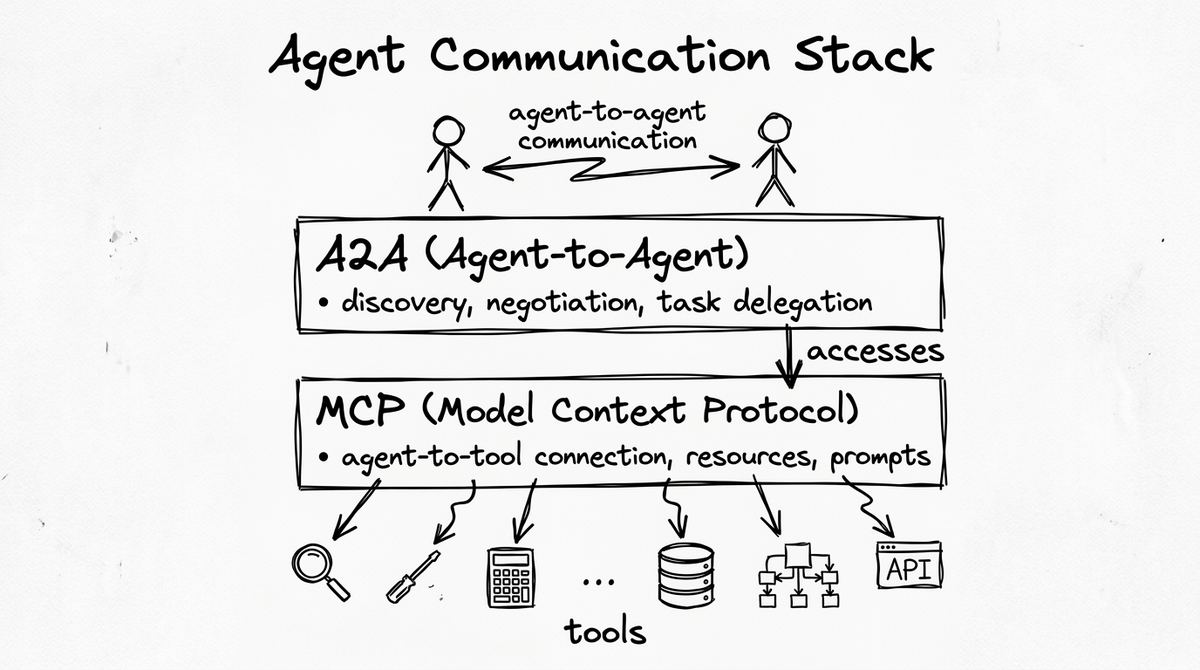 Agent Communication Stack
agent-to-agent
communication
A2A (Agent-to-Agent)
• discovery, negotiation, task delegation
accesses
MCP (Model Context Protocol)
• agent-to-tool connection, resources, prompts
...
API
tools